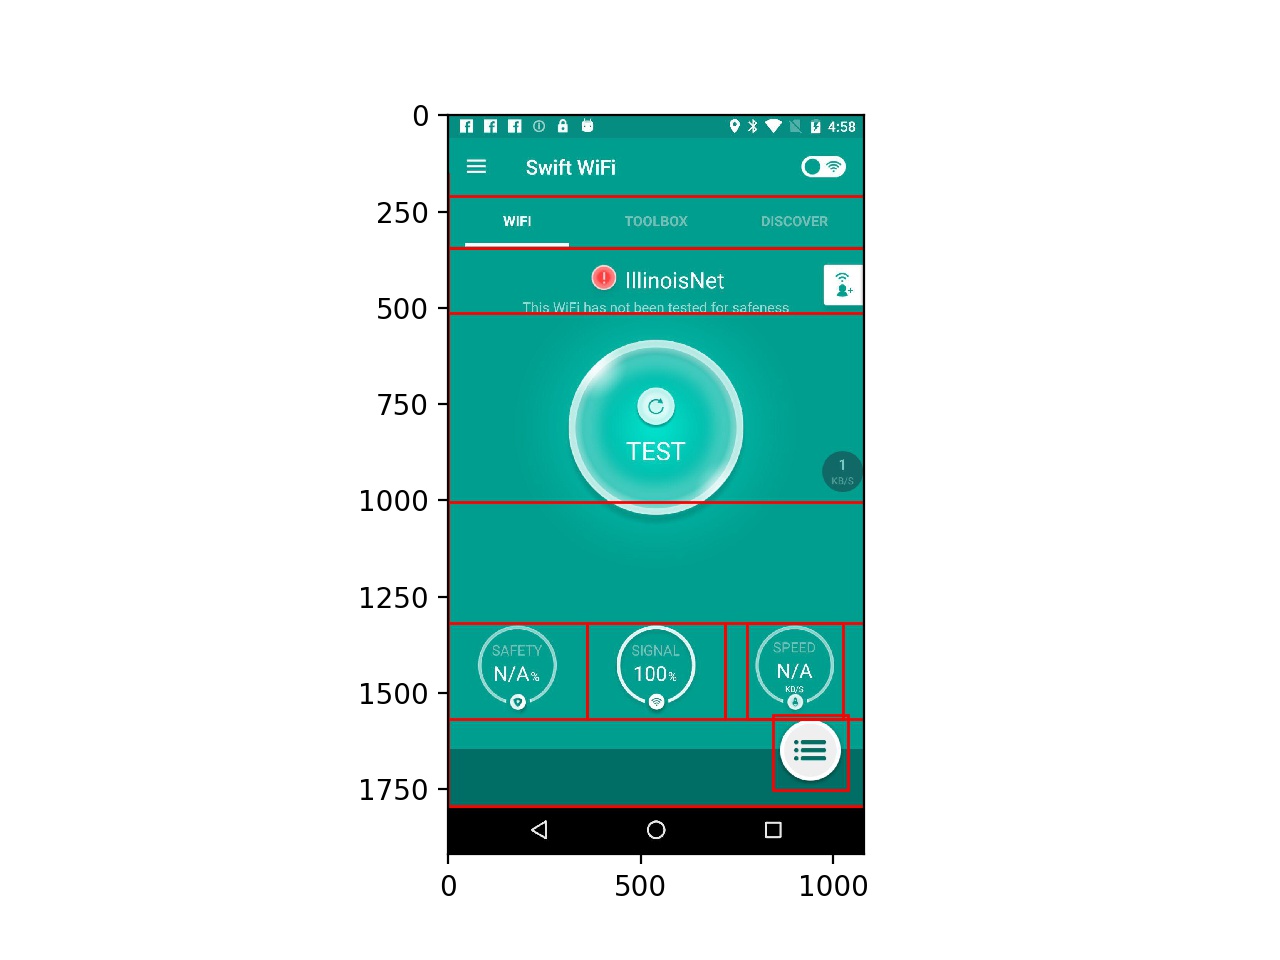 0
250
500
750
1000
1250
1500
1750
0 500 1000
4:58
Swift WiFi
WIFI TOOLBOX DISCOVER
IllinoisNet
This WiFi has not been tested for safeness
TEST
1
KB/S
SAFETY SIGNAL SPEED
N/A% 100% N/A
KB/S